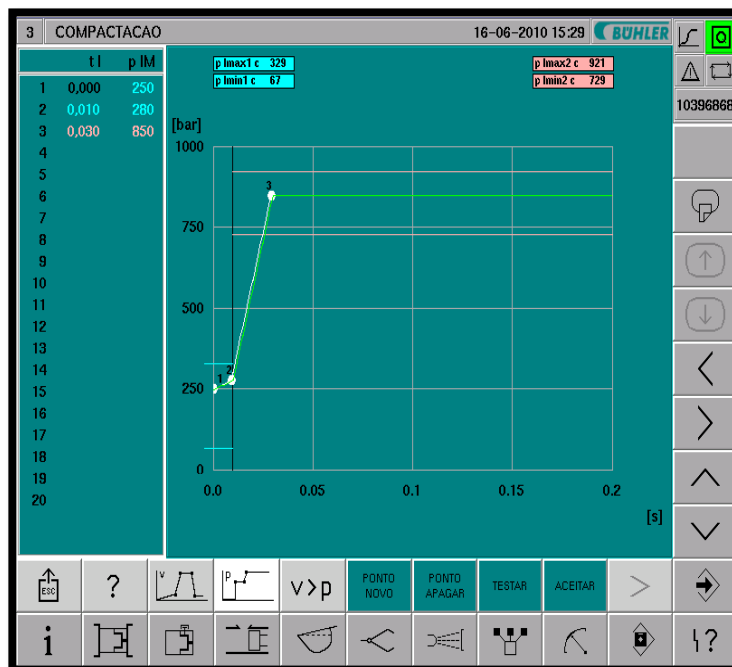 3 COMPACTACAO 16-06-2010 15:29 BÜHLER
t I p IM
1 0,000 250
2 0,010 280
3 0,030 850
4
5
6
7
8
9
10
11
12
13
14
15
16
17
18
19
20
p Imax1 c 329
p Imin1 c 67
p Imax2 c 921
p Imin2 c 729
10396868
[bar]
1000
750
500
250
0
0.0 0.05 0.1 0.15 0.2
[s]
1
2
3
ESC
?
v
p
v>p
PONTO
NOVO
PONTO
APAGAR
TESTAR
ACEITAR
>
i
?